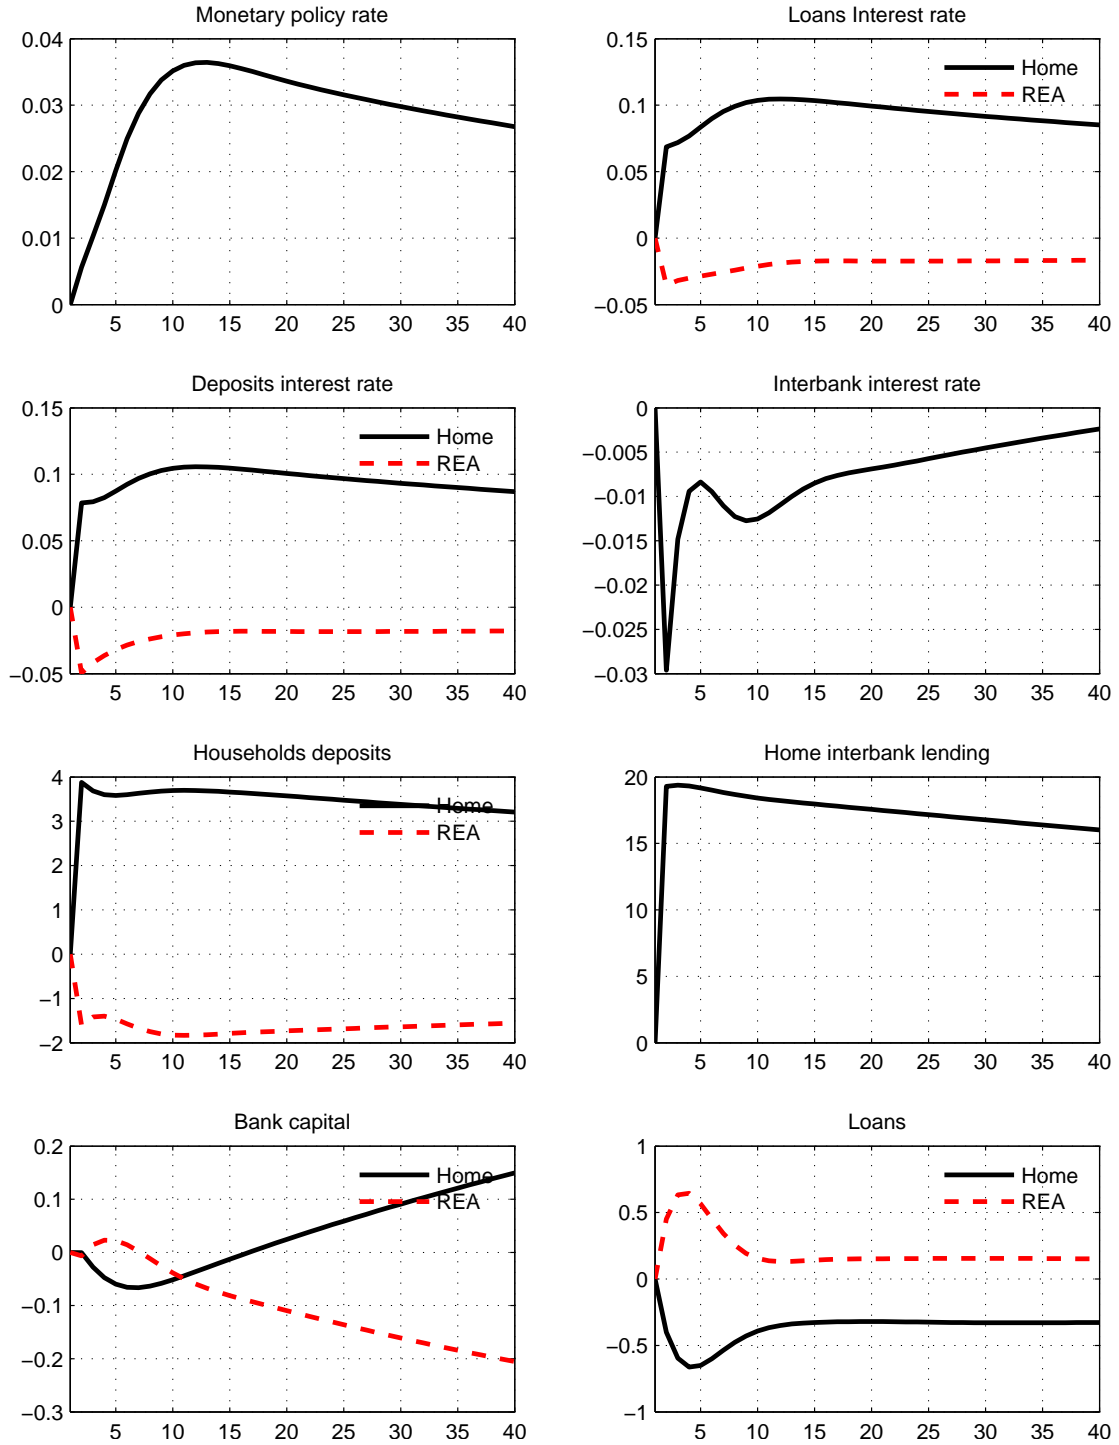 Monetary policy rate
0.04
0.03
0.02
0.01
0
5 10 15 20 25 30 35 40
Loans Interest rate
0.15
0.1
0.05
0
−0.05
Home
REA
5 10 15 20 25 30 35 40
Deposits interest rate
0.15
0.1
0.05
0
−0.05
Home
REA
5 10 15 20 25 30 35 40
Interbank interest rate
0
−0.005
−0.01
−0.015
−0.02
−0.025
−0.03
5 10 15 20 25 30 35 40
Households deposits
4
3
2
1
0
−1
−2
Home
REA
5 10 15 20 25 30 35 40
Home interbank lending
20
15
10
5
0
5 10 15 20 25 30 35 40
Bank capital
0.2
0.1
0
−0.1
−0.2
−0.3
Home
REA
5 10 15 20 25 30 35 40
Loans
1
0.5
0
−0.5
−1
Home
REA
5 10 15 20 25 30 35 40